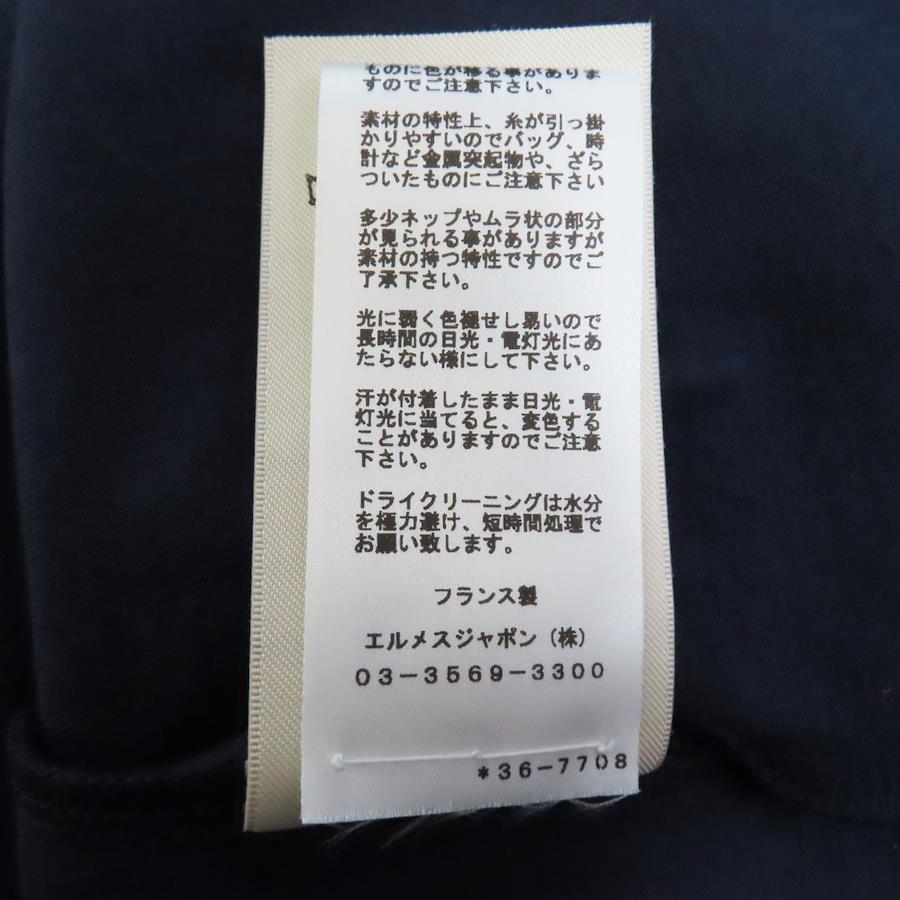 ものに色が移る事がありま
すのでご注意下さい。
素材の特性上、糸が引っ掛
かりやすいのでバッグ、時
計など金属突起物や、ざら
ついたものにご注意下さい
多少ネップやムラ状の部分
が見られる事がありますが
素材の持つ特性ですのでご
了承下さい。
光に弱く色褪せし易いので
長時間の日光・電灯光にあ
たらない様にして下さい。
汗が付着したまま日光・電
灯光に当てると、変色する
ことがありますのでご注意
下さい。
ドライクリーニングは水分
を極力避け、短時間処理で
お願い致します。
フランス製
エルメスジャポン（株）
03-3569-3300
*36-7708